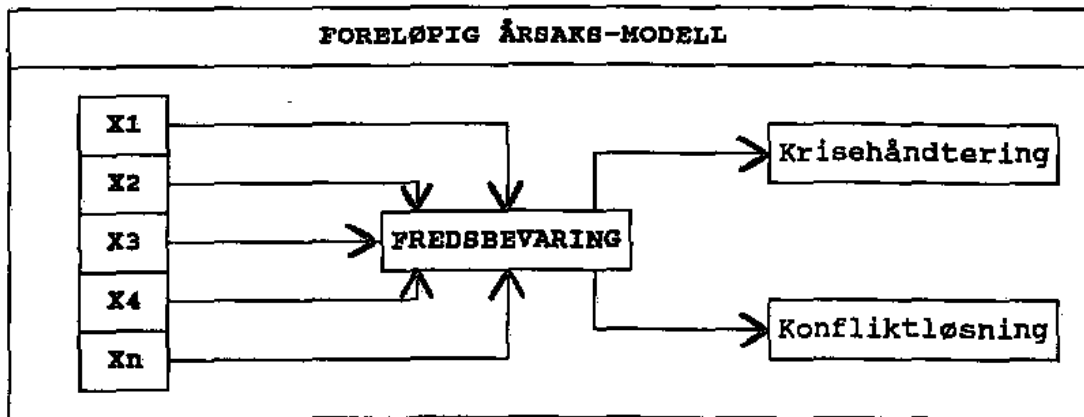 FORELØPIG ÅRSAKS-MODELL
X1
X2
X3
X4
Xn
FREDSBEVARING
Krisehåndtering
Konfliktløsning